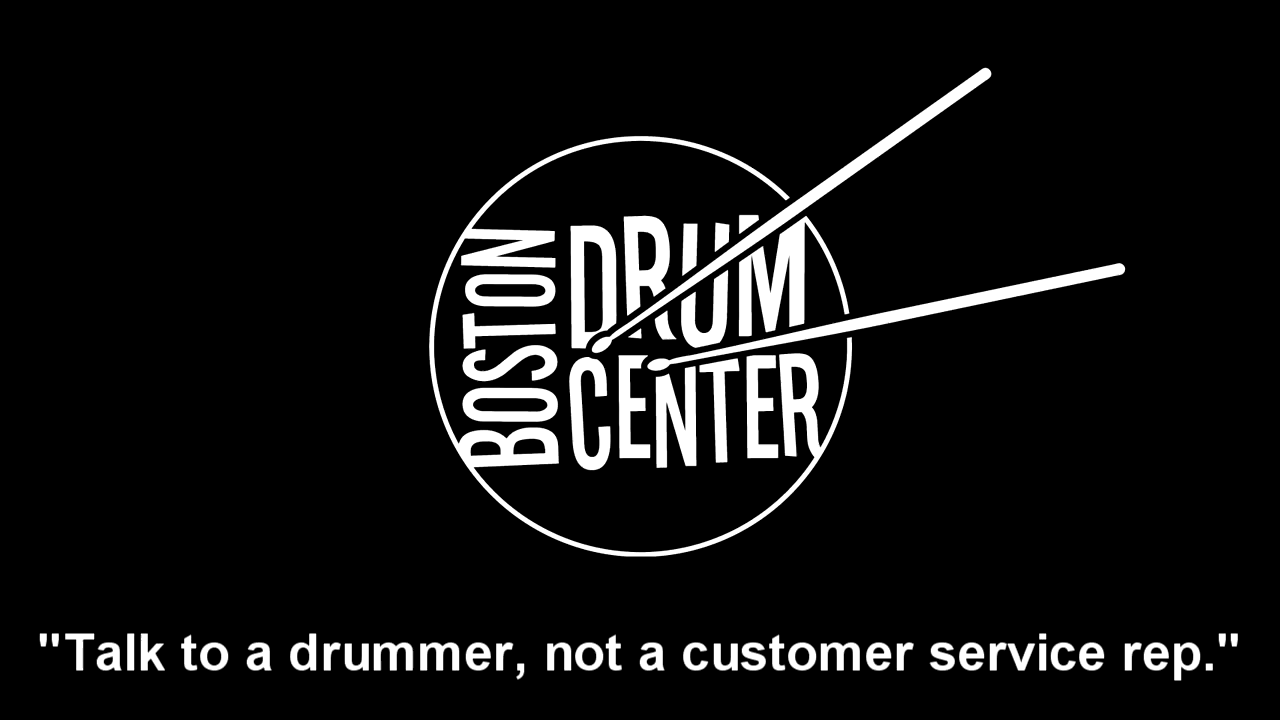 BOSTON
DRUM
CENTER
"Talk to a drummer, not a customer service rep."